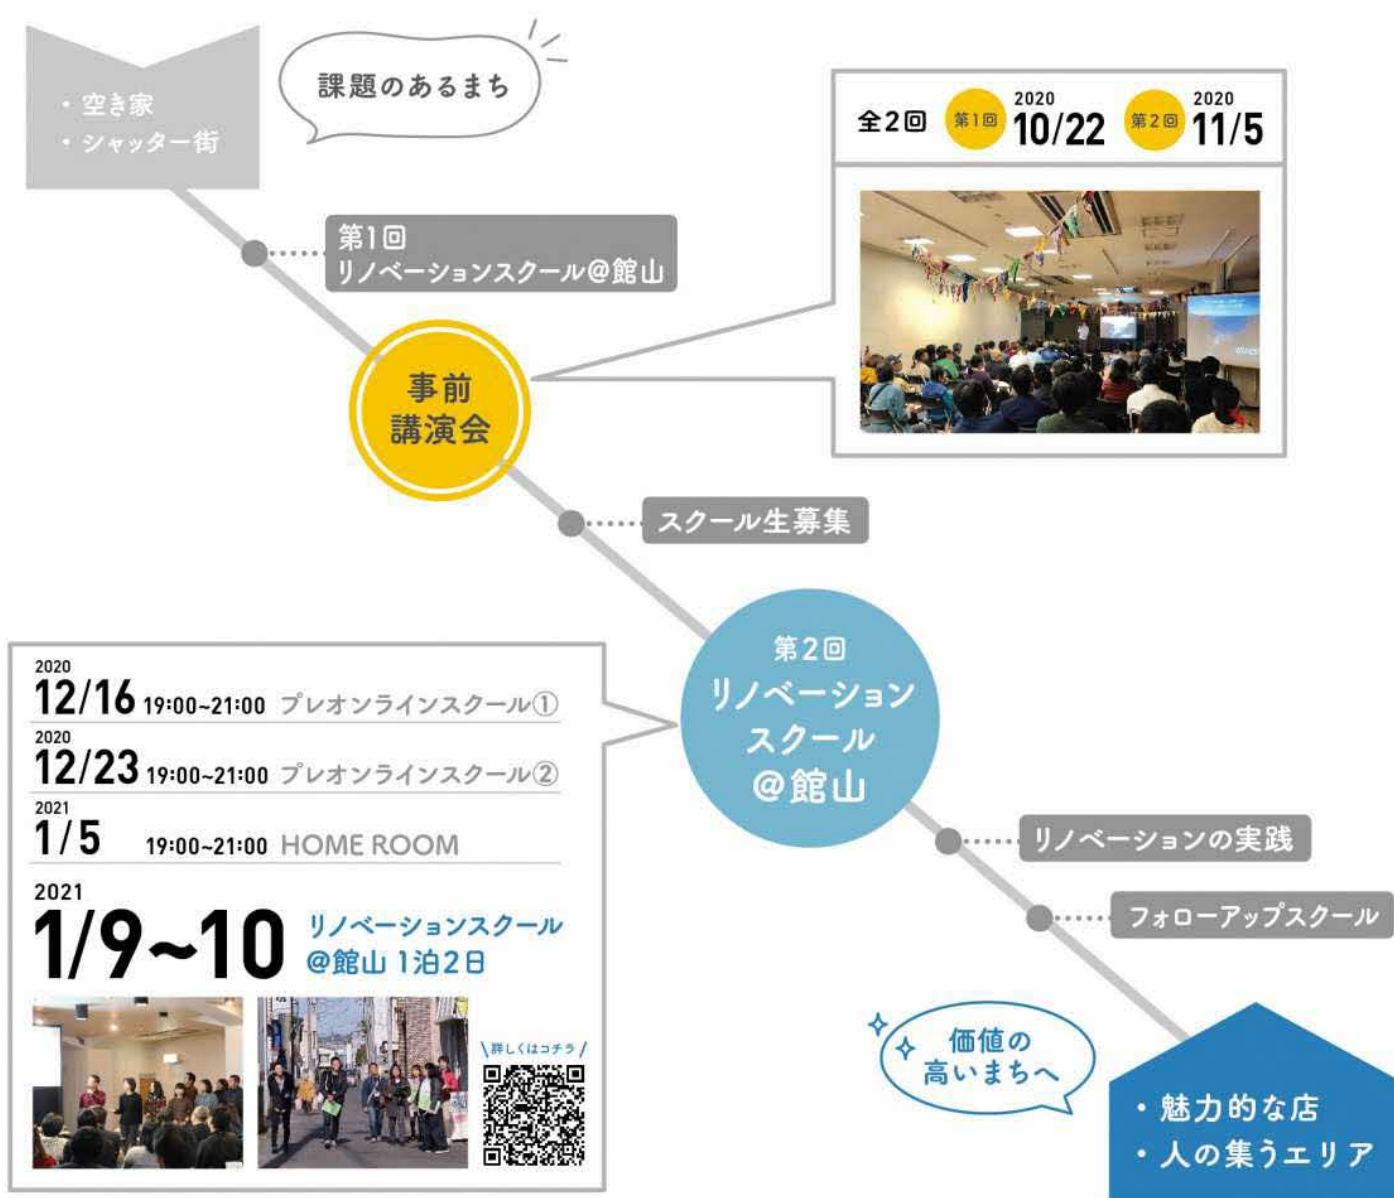 ・空き家
・シャッター街
課題のあるまち
全2回
第1回
2020
10/22
第2回
2020
11/5
第1回
リノベーションスクール@館山
事前
講演会
スクール生募集
第2回
リノベーション
スクール
@館山
2020
12/16 19:00~21:00 プレオンラインスクール①
2020
12/23 19:00~21:00 プレオンラインスクール②
2021
1/5 19:00~21:00 HOME ROOM
2021
1/9~10
リノベーションスクール
@館山 1泊2日
\詳しくはコチラ/
リノベーションの実践
フォローアップスクール
価値の
高いまちへ
・魅力的な店
・人の集うエリア